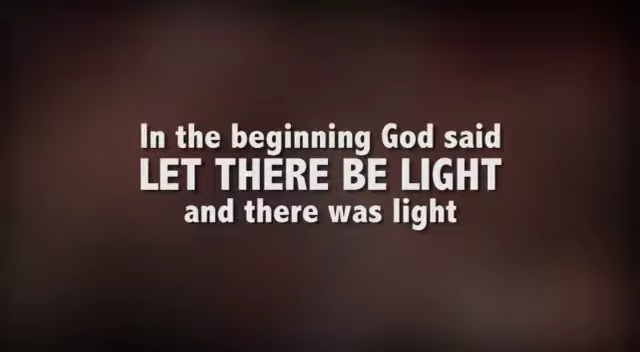 In the beginning God said
LET THERE BE LIGHT
and there was light